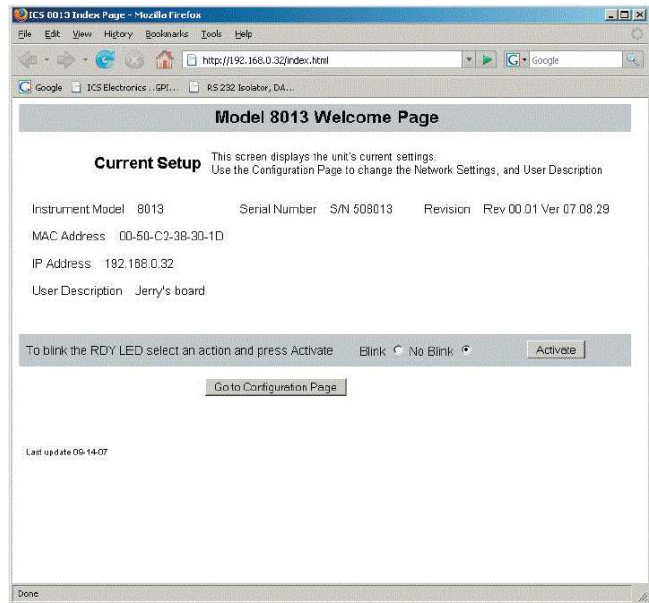 ICS 8013 Index Page - Mozilla Firefox
File Edit View History Bookmarks Tools Help
http://192.168.0.32/index.html
G Google
Google ICS Electronics ..GPI... RS 232 Isolator, DA...
Model 8013 Welcome Page
Current Setup
This screen displays the unit's current settings.
Use the Configuration Page to change the Network Settings, and User Description
Instrument Model 8013 Serial Number S/N 508013 Revision Rev 00.01 Ver 07.08.29
MAC Address 00-50-C2-38-30-1D
IP Address 192.168.0.32
User Description Jerry's board
To blink the RDY LED select an action and press Activate Blink No Blink Activate
Go to Configuration Page
Last update 09-14-07
Done